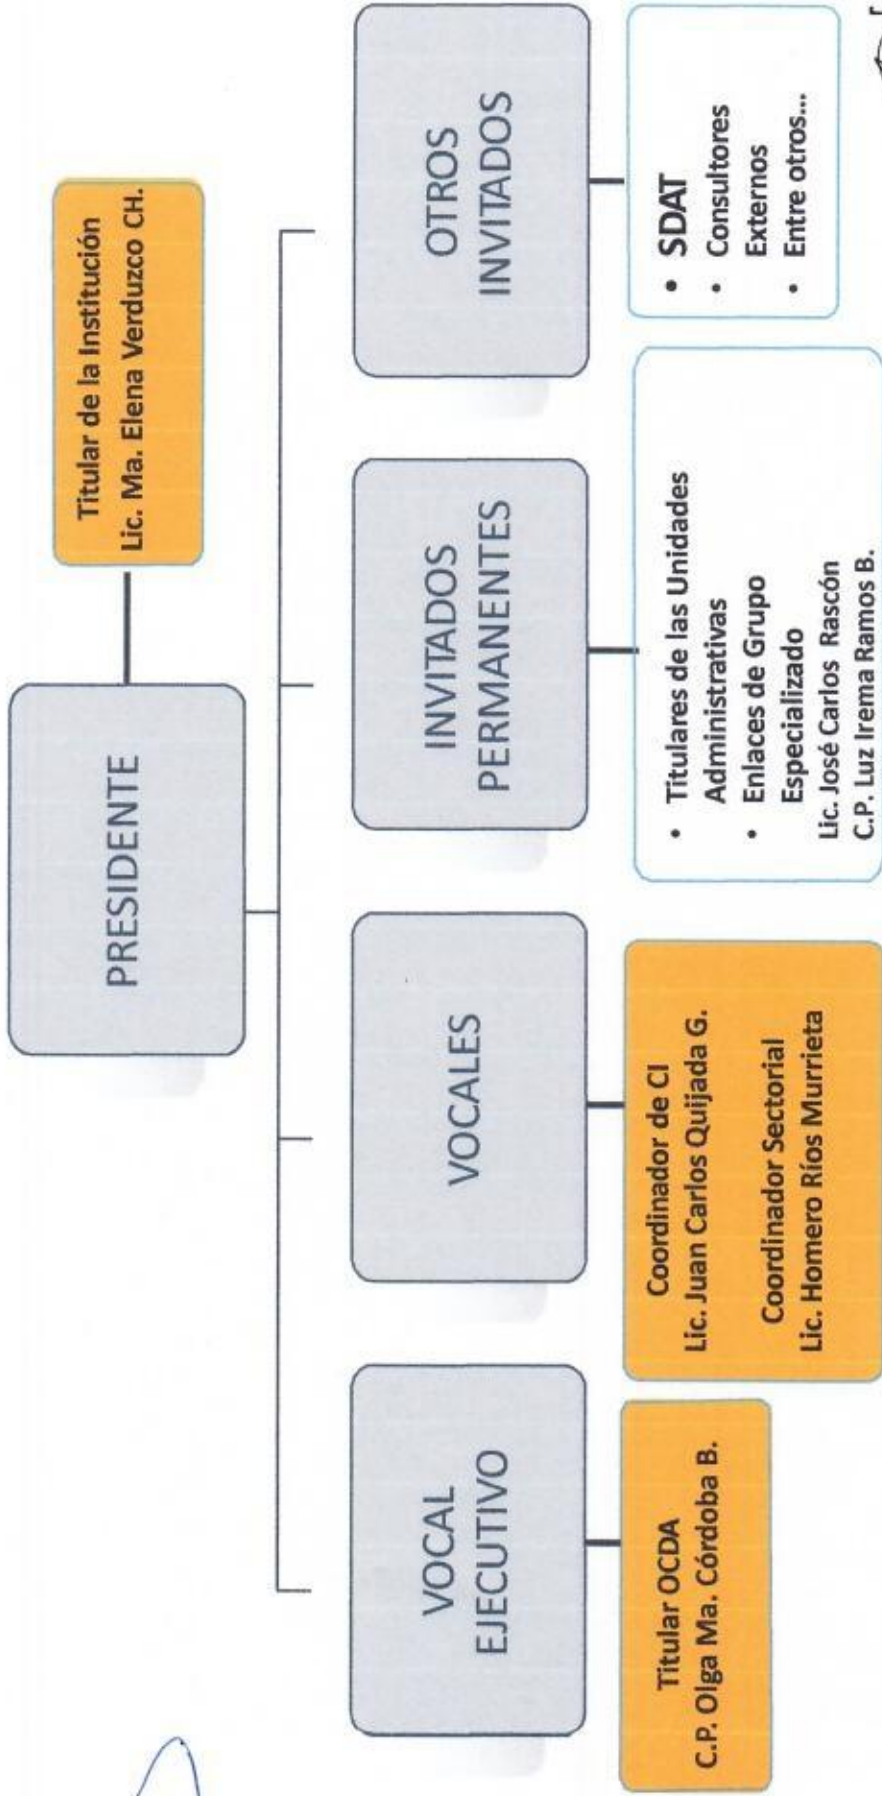 PRESIDENTE
Titular de la Institución
Lic. Ma. Elena Verduzco CH.
VOCAL
EJECUTIVO
Titular OCDA
C.P. Olga Ma. Córdoba B.
VOCALES
Coordinador de CI
Lic. Juan Carlos Quijada G.
Coordinador Sectorial
Lic. Homero Ríos Murrieta
INVITADOS
PERMANENTES
• Titulares de las Unidades
Administrativas
• Enlaces de Grupo
Especializado
Lic. José Carlos Rascón
C.P. Luz Irema Ramos B.
OTROS
INVITADOS
• SDAT
• Consultores
Externos
• Entre otros...